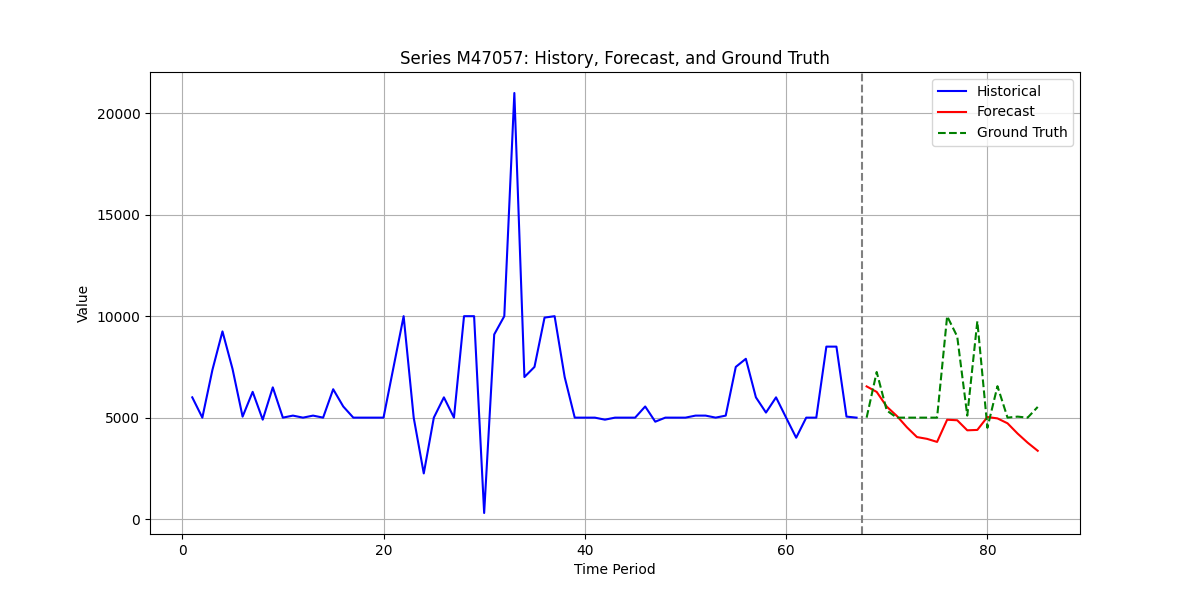 Series M47057: History, Forecast, and Ground Truth
Historical
Forecast
Ground Truth
Value
20000
15000
10000
5000
0
0 20 40 60 80
Time Period